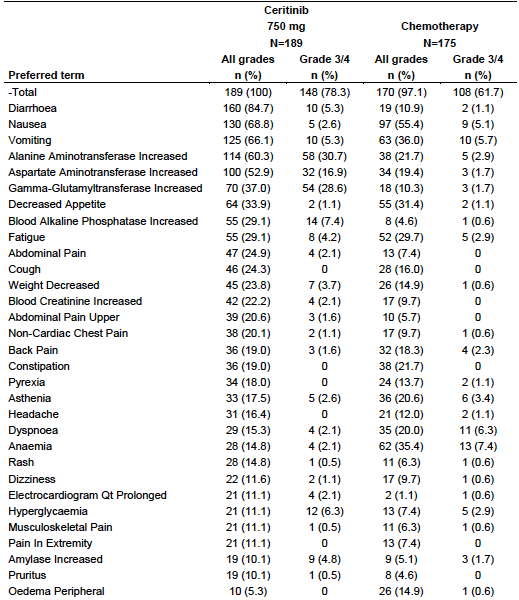 Ceritinib
750 mg Chemotherapy
N=189 N=175
All grades Grade 3/4 All grades Grade 3/4
Preferred term n (%) n (%) n (%) n (%)
-Total 189 (100) 148 (78.3) 170 (97.1) 108 (61.7)
Diarrhoea 160 (84.7) 10 (5.3) 19 (10.9) 2 (1.1)
Nausea 130 (68.8) 5 (2.6) 97 (55.4) 9 (5.1)
Vomiting 125 (66.1) 10 (5.3) 63 (36.0) 10 (5.7)
Alanine Aminotransferase Increased 114 (60.3) 58 (30.7) 38 (21.7) 5 (2.9)
Aspartate Aminotransferase Increased 100 (52.9) 32 (16.9) 34 (19.4) 3 (1.7)
Gamma-Glutamyltransferase Increased 70 (37.0) 54 (28.6) 18 (10.3) 3 (1.7)
Decreased Appetite 64 (33.9) 2 (1.1) 55 (31.4) 2 (1.1)
Blood Alkaline Phosphatase Increased 55 (29.1) 14 (7.4) 8 (4.6) 1 (0.6)
Fatigue 55 (29.1) 8 (4.2) 52 (29.7) 5 (2.9)
Abdominal Pain 47 (24.9) 4 (2.1) 13 (7.4) 0
Cough 46 (24.3) 0 28 (16.0) 0
Weight Decreased 45 (23.8) 7 (3.7) 26 (14.9) 1 (0.6)
Blood Creatinine Increased 42 (22.2) 4 (2.1) 17 (9.7) 0
Abdominal Pain Upper 39 (20.6) 3 (1.6) 10 (5.7) 0
Non-Cardiac Chest Pain 38 (20.1) 2 (1.1) 17 (9.7) 1 (0.6)
Back Pain 36 (19.0) 3 (1.6) 32 (18.3) 4 (2.3)
Constipation 36 (19.0) 0 38 (21.7) 0
Pyrexia 34 (18.0) 0 24 (13.7) 2 (1.1)
Asthenia 33 (17.5) 5 (2.6) 36 (20.6) 6 (3.4)
Headache 31 (16.4) 0 21 (12.0) 2 (1.1)
Dyspnoea 29 (15.3) 4 (2.1) 35 (20.0) 11 (6.3)
Anaemia 28 (14.8) 4 (2.1) 62 (35.4) 13 (7.4)
Rash 28 (14.8) 1 (0.5) 11 (6.3) 1 (0.6)
Dizziness 22 (11.6) 2 (1.1) 17 (9.7) 1 (0.6)
Electrocardiogram Qt Prolonged 21 (11.1) 4 (2.1) 2 (1.1) 1 (0.6)
Hyperglycaemia 21 (11.1) 12 (6.3) 13 (7.4) 5 (2.9)
Musculoskeletal Pain 21 (11.1) 1 (0.5) 11 (6.3) 1 (0.6)
Pain In Extremity 21 (11.1) 0 13 (7.4) 0
Amylase Increased 19 (10.1) 9 (4.8) 9 (5.1) 3 (1.7)
Pruritus 19 (10.1) 1 (0.5) 8 (4.6) 0
Oedema Peripheral 10 (5.3) 0 26 (14.9) 1 (0.6)